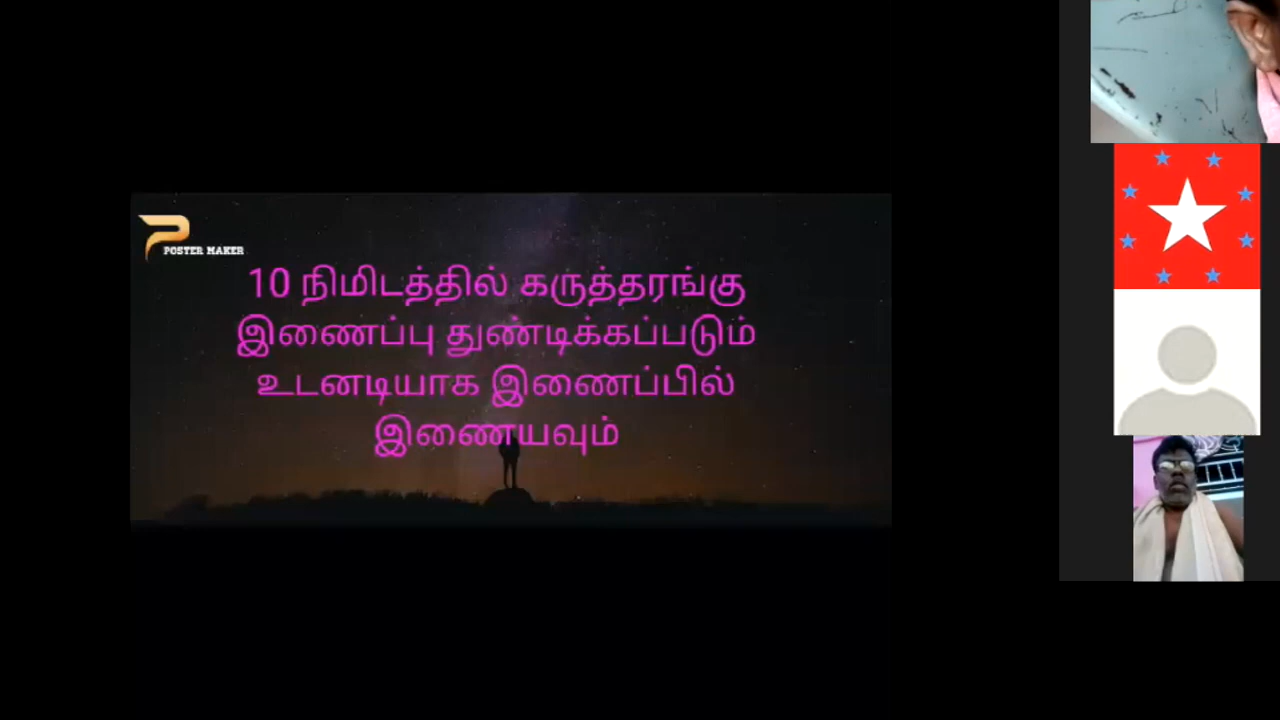 POSTER MAKER
10 நிமிடத்தில் கருத்தரங்கு
இணைப்பு துண்டிக்கப்படும்
உடனடியாக இணைப்பில்
இணையவும்